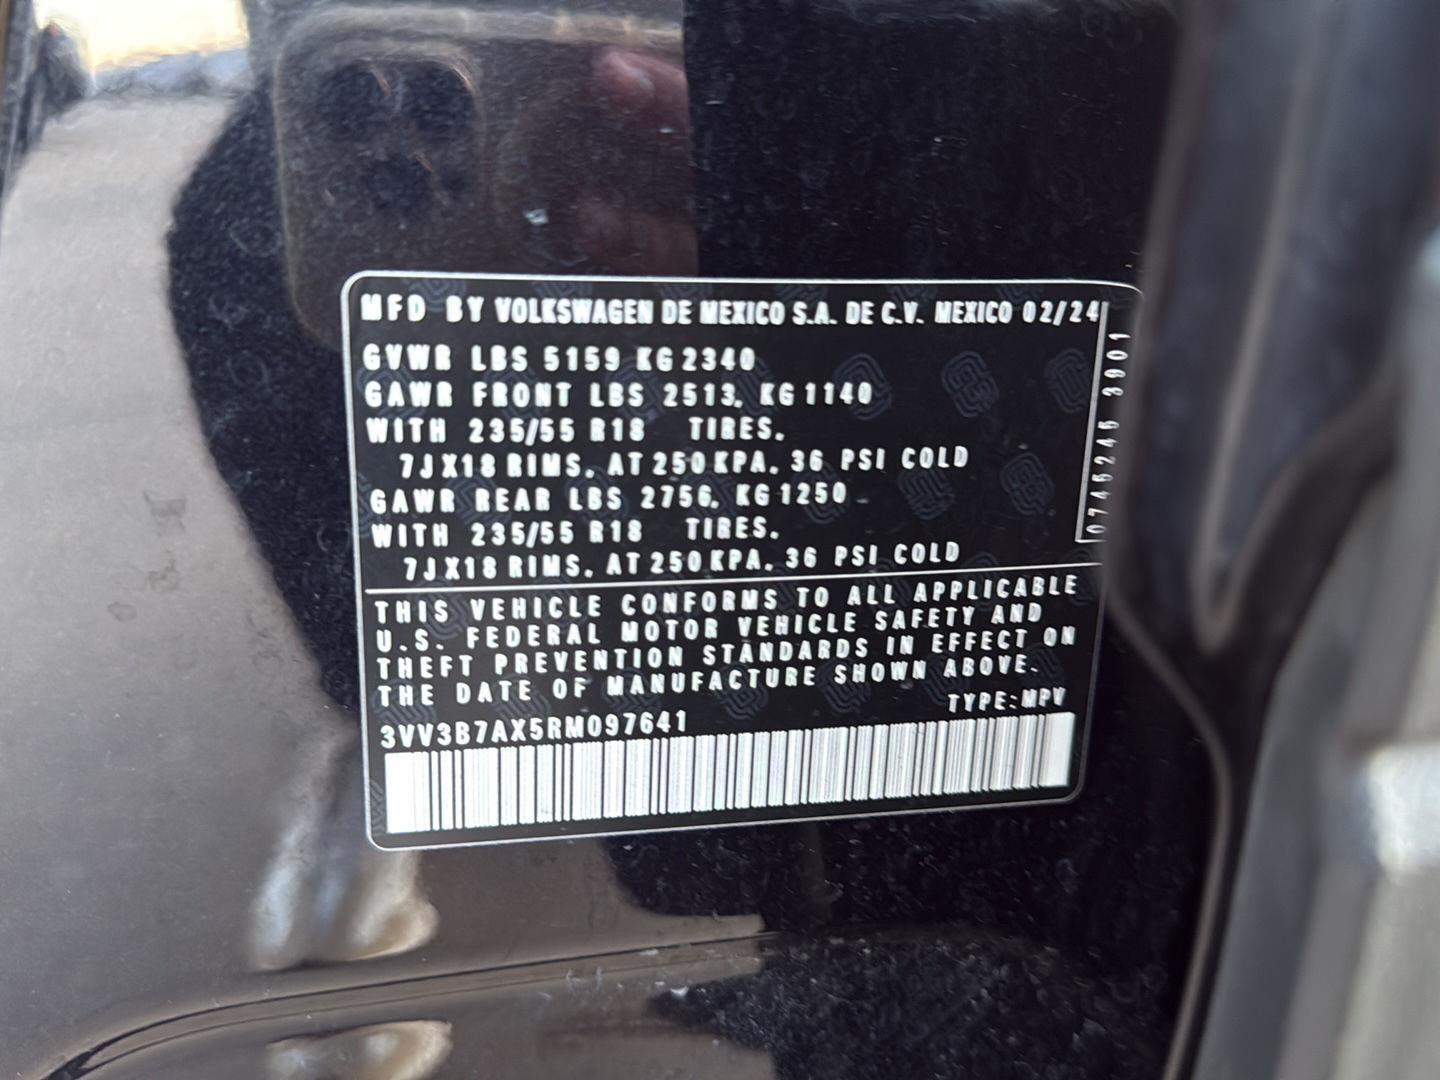 MFD BY VOLKSWAGEN DE MEXICO S.A. DE C.V. MEXICO 02/24
GVWR LBS 5159 KG 2340
GAWR FRONT LBS 2513, KG 1140
WITH 235/55 R18 TIRES,
7JX18 RIMS, AT 250 KPA, 36 PSI COLD
GAWR REAR LBS 2756, KG 1250
WITH 235/55 R18 TIRES,
7JX18 RIMS, AT 250 KPA, 36 PSI COLD
0745245 3901
THIS VEHICLE CONFORMS TO ALL APPLICABLE
U.S. FEDERAL MOTOR VEHICLE SAFETY AND
THEFT PREVENTION STANDARDS IN EFFECT ON
THE DATE OF MANUFACTURE SHOWN ABOVE.
TYPE:MPV
3VV3B7AX5RM097641